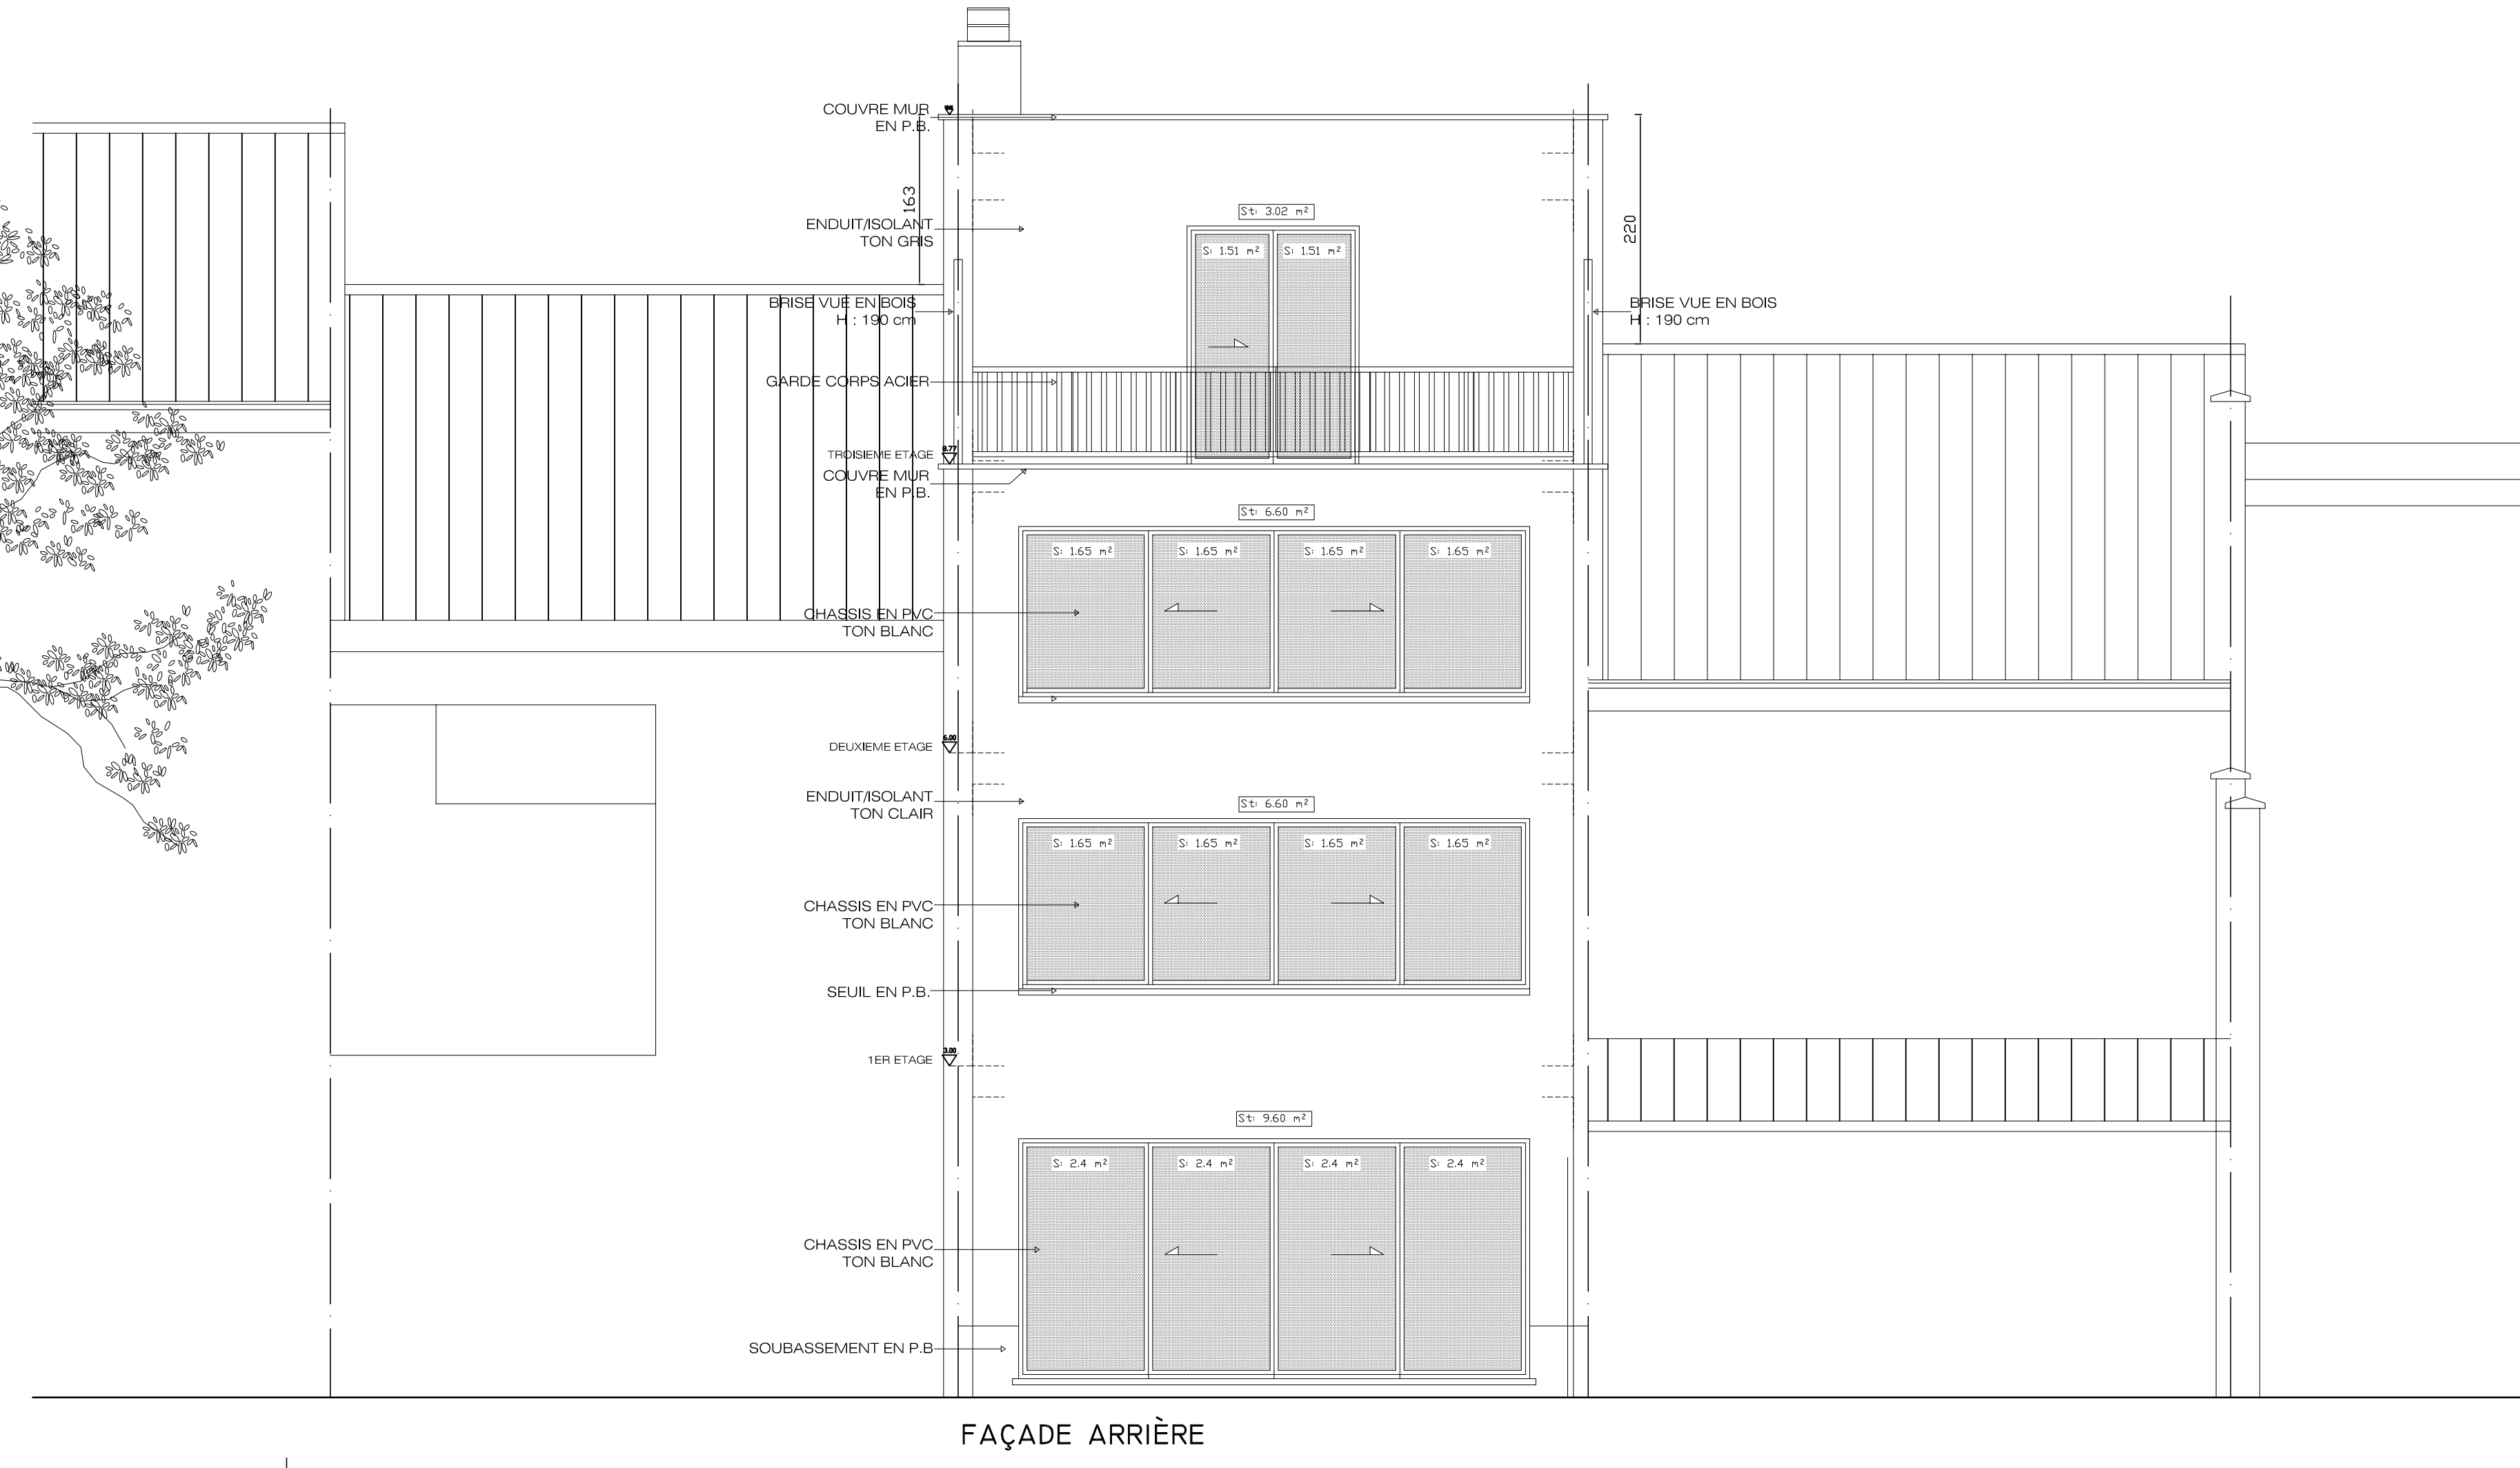 COUVRE MUR
EN P.B.
163
ENDUIT/ISOLANT
TON GRIS
St: 3.02 m²
S: 1.51 m²
S: 1.51 m²
220
BRISE VUE EN BOIS
H : 190 cm
BRISE VUE EN BOIS
H : 190 cm
GARDE CORPS ACIER
TROISIEME ETAGE
9.77
COUVRE MUR
EN P.B.
St: 6.60 m²
S: 1.65 m²
S: 1.65 m²
S: 1.65 m²
S: 1.65 m²
CHASSIS EN PVC
TON BLANC
DEUXIEME ETAGE
6.00
ENDUIT/ISOLANT
TON CLAIR
St: 6.60 m²
S: 1.65 m²
S: 1.65 m²
S: 1.65 m²
S: 1.65 m²
CHASSIS EN PVC
TON BLANC
SEUIL EN P.B.
1ER ETAGE
3.00
St: 9.60 m²
S: 2.4 m²
S: 2.4 m²
S: 2.4 m²
S: 2.4 m²
CHASSIS EN PVC
TON BLANC
SOUBASSEMENT EN P.B
FAÇADE ARRIÈRE